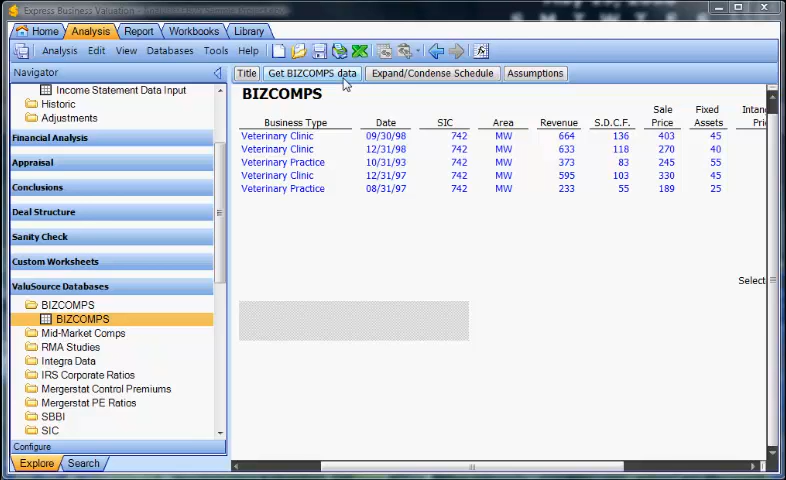 Express Business Valuation
Home Analysis Report Workbooks Library
Analysis Edit View Databases Tools Help
Navigator
Title Get BIZCOMPS data Expand/Condense Schedule Assumptions
Income Statement Data Input
Historic
Adjustments
Financial Analysis
Appraisal
Conclusions
Deal Structure
Sanity Check
Custom Worksheets
ValuSource Databases
BIZCOMPS
BIZCOMPS
Mid-Market Comps
RMA Studies
Integra Data
IRS Corporate Ratios
Mergerstat Control Premiums
Mergerstat PE Ratios
SBBI
SIC
Configure
Explore Search
BIZCOMPS
Sale Fixed Intan
Business Type Date SIC Area Revenue S.D.C.F. Price Assets Pri
Veterinary Clinic 09/30/98 742 MW 664 136 403 45
Veterinary Clinic 12/31/98 742 MW 633 118 270 40
Veterinary Practice 10/31/93 742 MW 373 83 245 55
Veterinary Clinic 12/31/97 742 MW 595 103 330 45
Veterinary Practice 08/31/97 742 MW 233 55 189 25
Select